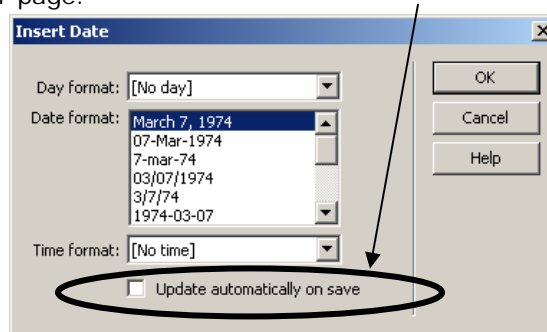 page.
Insert Date
Day format: [No day]
OK
Date format: March 7, 1974
Cancel
07-Mar-1974
7-mar-74
Help
03/07/1974
3/7/74
1974-03-07
Time format: [No time]
Update automatically on save